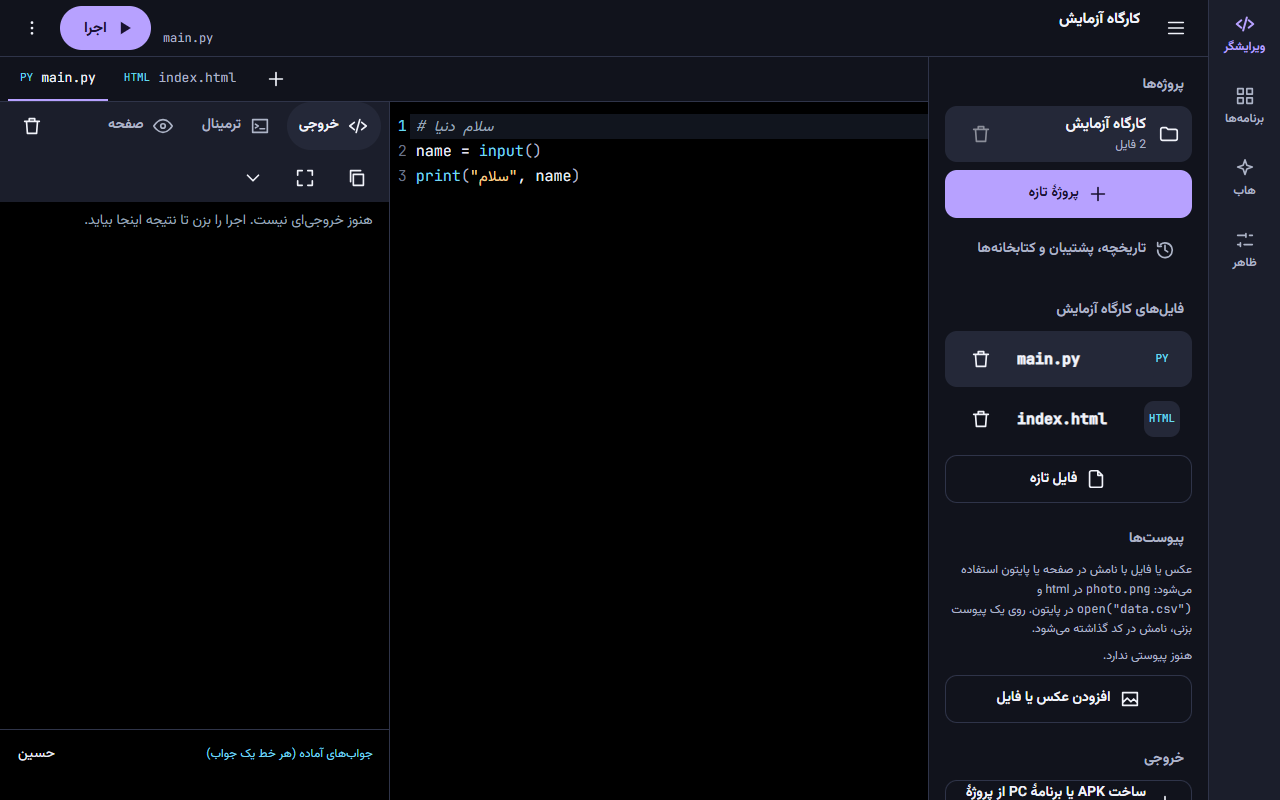 ویرایشگر
برنامه‌ها
هاب
ظاهر
کارگاه آزمایش
main.py
اجرا
پروژه‌ها
کارگاه آزمایش
2 فایل
پروژهٔ تازه
تاریخچه، پشتیبان و کتابخانه‌ها
فایل‌های کارگاه آزمایش
PY main.py
HTML index.html
فایل تازه
پیوست‌ها
عکس یا فایل با نامش در صفحه یا پایتون استفاده
می‌شود: photo.png در html و
open("data.csv") در پایتون. روی یک پیوست
بزنی، نامش در کد گذاشته می‌شود.
هنوز پیوستی ندارد.
افزودن عکس یا فایل
خروجی
ساخت APK یا برنامهٔ PC از پروژهٔ
PY main.py
HTML index.html
1 # سلام دنیا
2 name = input()
3 print("سلام", name)
خروجی
ترمینال
صفحه
هنوز خروجی‌ای نیست. اجرا را بزن تا نتیجه اینجا بیاید.
جواب‌های آماده (هر خط یک جواب)
حسین